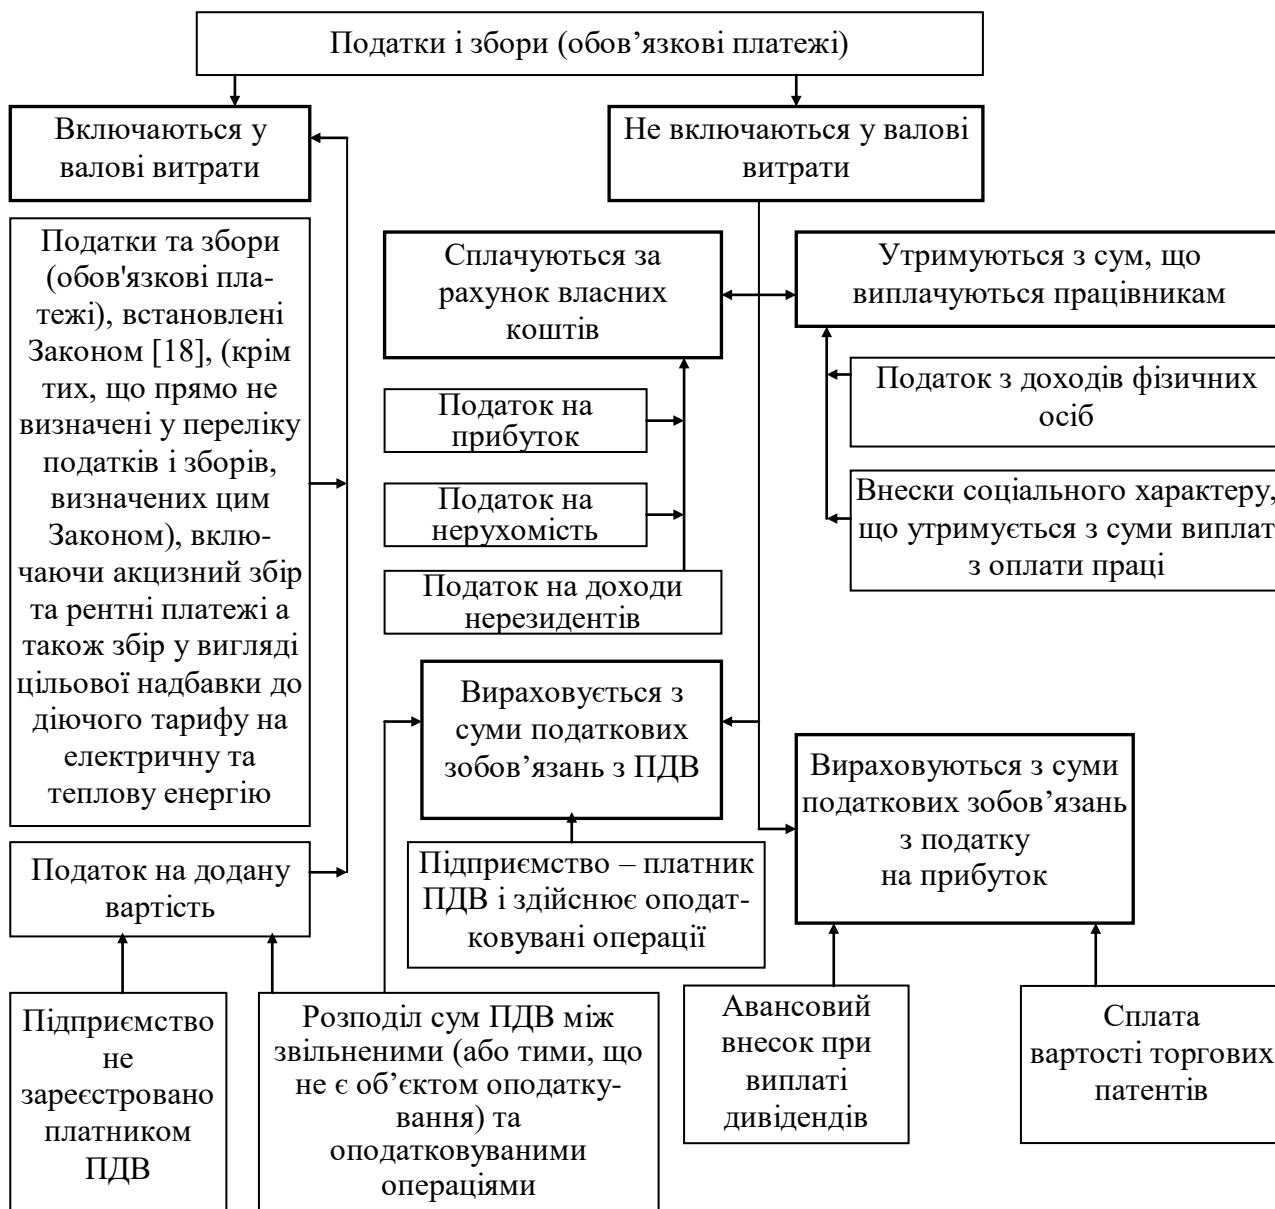 Податки і збори (обов’язкові платежі)
Включаються у
валові витрати
Не включаються у валові
витрати
Податки та збори
(обов'язкові пла-
тежі), встановлені
Законом [18], (крім
тих, що прямо не
визначені у переліку
податків і зборів,
визначених цим
Законом), вклю-
чаючи акцизний збір
та рентні платежі а
також збір у вигляді
цільової надбавки до
діючого тарифу на
електричну та
теплову енергію
Сплачуються за
рахунок власних
коштів
Утримуються з сум, що
виплачуються працівникам
Податок на
прибуток
Податок на
нерухомість
Податок на доходи
нерезидентів
Податок з доходів фізичних
осіб
Внески соціального характеру,
що утримується з суми виплат
з оплати праці
Вираховується з
суми податкових
зобов’язань з ПДВ
Вираховуються з суми
податкових зобов’язань
з податку
на прибуток
Податок на додану
вартість
Підприємство – платник
ПДВ і здійснює оподат-
ковувані операції
Підприємство
не
зареєстровано
платником
ПДВ
Розподіл сум ПДВ між
звільненими (або тими, що
не є об’єктом оподатку-
вання) та
оподатковуваними
операціями
Авансовий
внесок при
виплаті
дивідендів
Сплата
вартості торгових
патентів